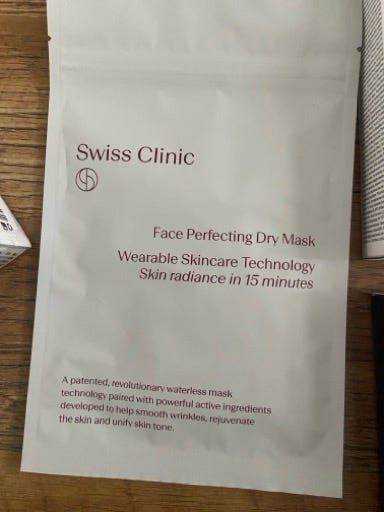 Swiss Clinic
Face Perfecting Dry Mask
Wearable Skincare Technology
Skin radiance in 15 minutes
A patented, revolutionary waterless mask
technology paired with powerful active ingredients
developed to help smooth wrinkles, rejuvenate
the skin and unify skin tone.